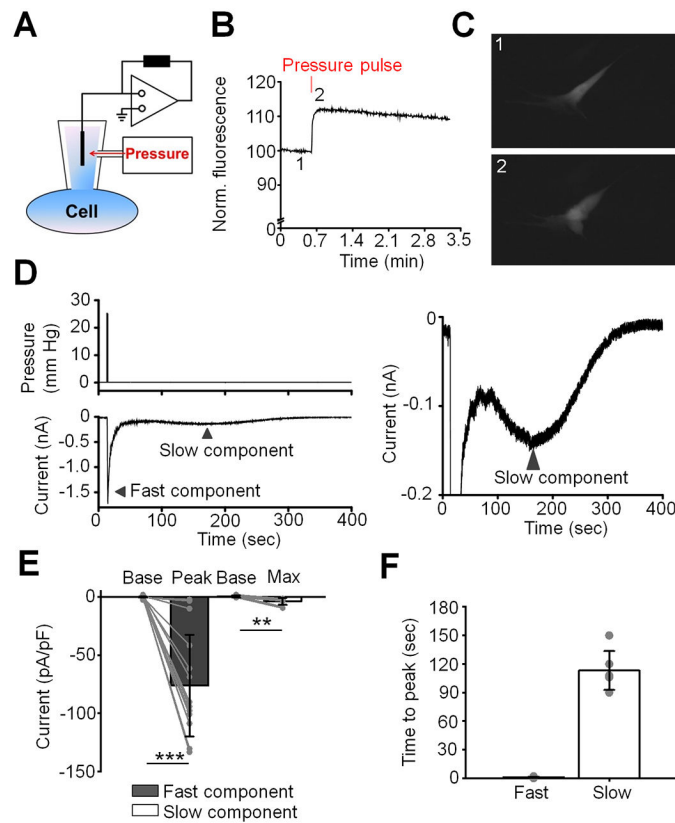 A
Pressure
Cell
B
Pressure pulse
Norm. fluorescence
120
110
100
90
0
1
2
0 0.7 1.4 2.1 2.8 3.5
Time (min)
C
1
2
D
Pressure
(mm Hg)
30
20
10
0
Current (nA)
0
-0.5
-1.0
-1.5
Slow component
Fast component
0 100 200 300 400
Time (sec)
Current (nA)
0
-0.1
-0.2
Slow component
0 100 200 300 400
Time (sec)
E
Base Peak Base Max
Current (pA/pF)
0
-50
-100
-150
***
**
Fast component
Slow component
F
Time to peak (sec)
180
150
120
90
60
30
0
Fast Slow